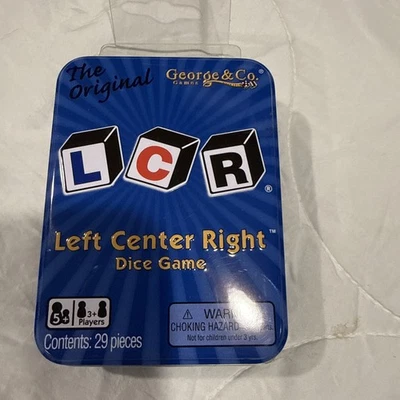 The
Original
George & Co.®
Games
L C R®
Left Center Right™
Dice Game
5+
3+
Players
Contents: 29 pieces
CHOKING HAZARD
Not for children under 3 yrs.